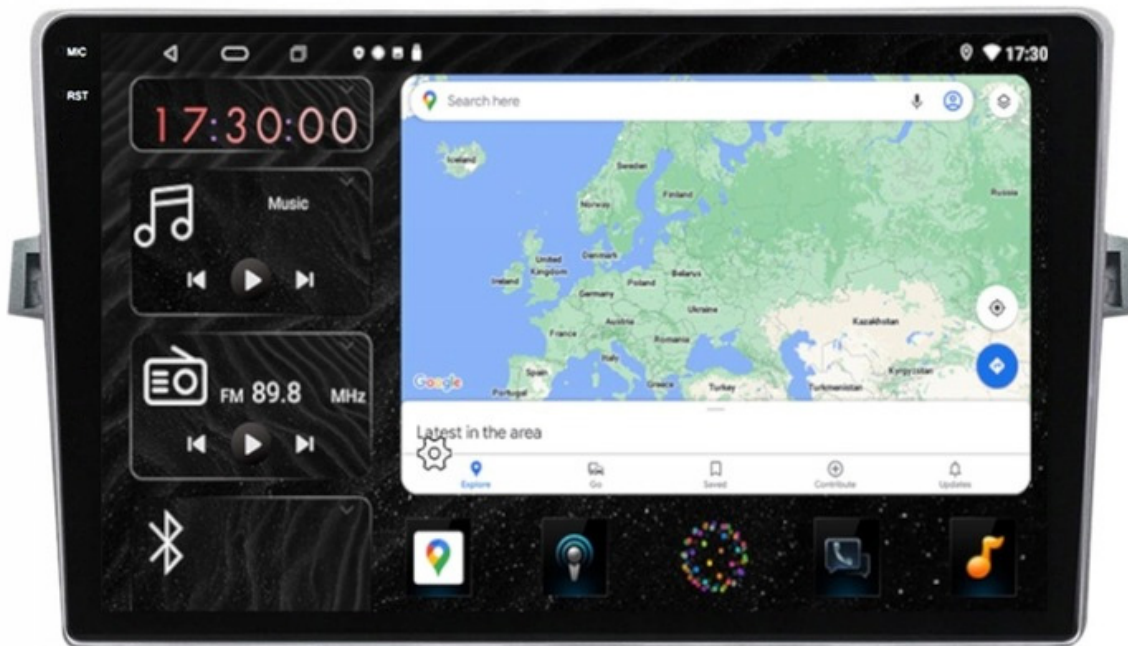 MIC
RST
17:30
17:30:00
Music
FM 89.8 MHz
Search here
Iceland
Sweden
Finland
Norway
Russia
United Kingdom
Denmark
Ireland
Belarus
Poland
Germany
Ukraine
Austria
Kazakhstan
France
Romania
Italy
Spain
Portugal
Greece
Turkey
Turkmenistan
Kyrgyzstan
Google
Latest in the area
Explore
Go
Saved
Contribute
Updates